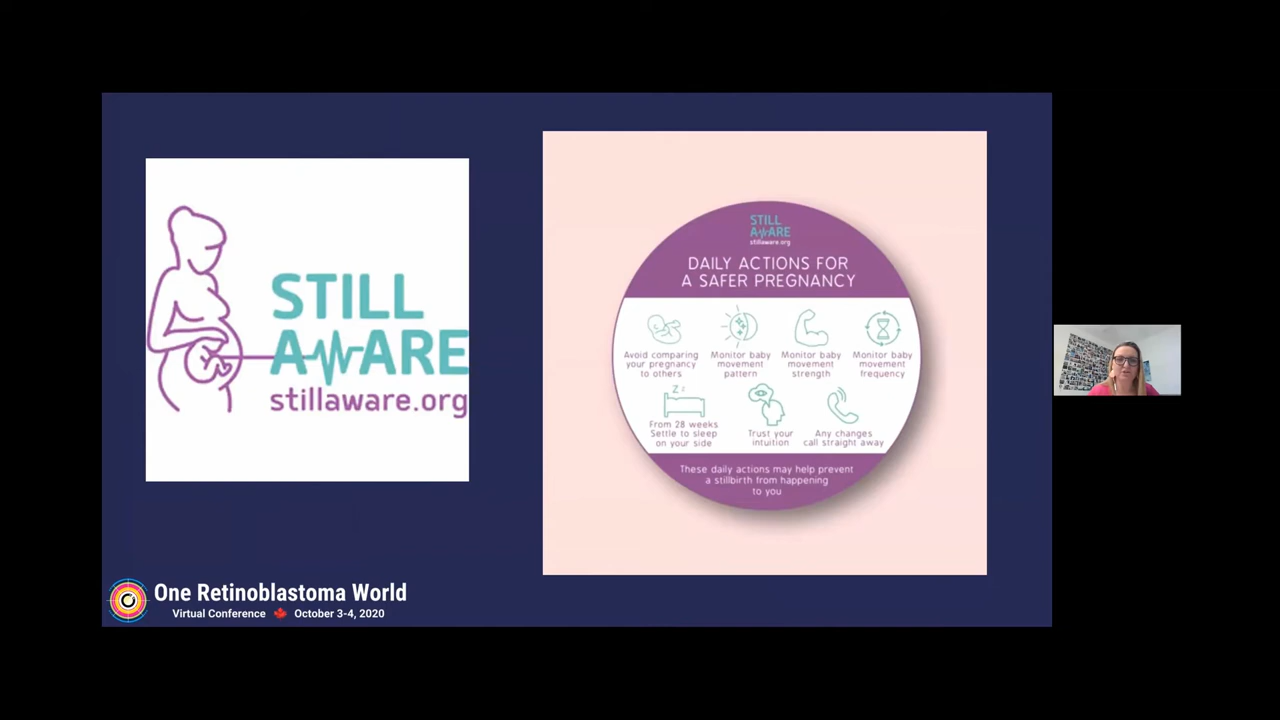 STILL
AWARE
stillaware.org
STILL
AWARE
stillaware.org
DAILY ACTIONS FOR
A SAFER PREGNANCY
Avoid comparing
your pregnancy
to others
Monitor baby
movement
pattern
Monitor baby
movement
strength
Monitor baby
movement
frequency
Z z
From 28 weeks
Settle to sleep
on your side
Trust your
intuition
Any changes
call straight away
These daily actions may help prevent
a stillbirth from happening
to you
One Retinoblastoma World
Virtual Conference October 3-4, 2020